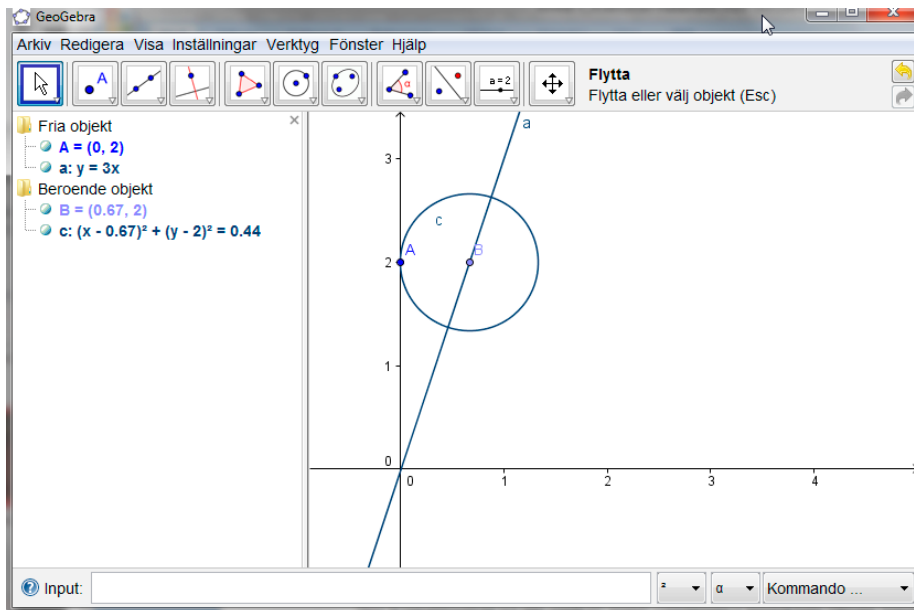 GeoGebra
Arkiv Redigera Visa Inställningar Verktyg Fönster Hjälp
A α a=2
Flytta
Flytta eller välj objekt (Esc)
Fria objekt
A = (0, 2)
a: y = 3x
Beroende objekt
B = (0.67, 2)
c: (x - 0.67)² + (y - 2)² = 0.44
a
3
c
A B
2
1
0
0 1 2 3 4
Input: ² α Kommando ...